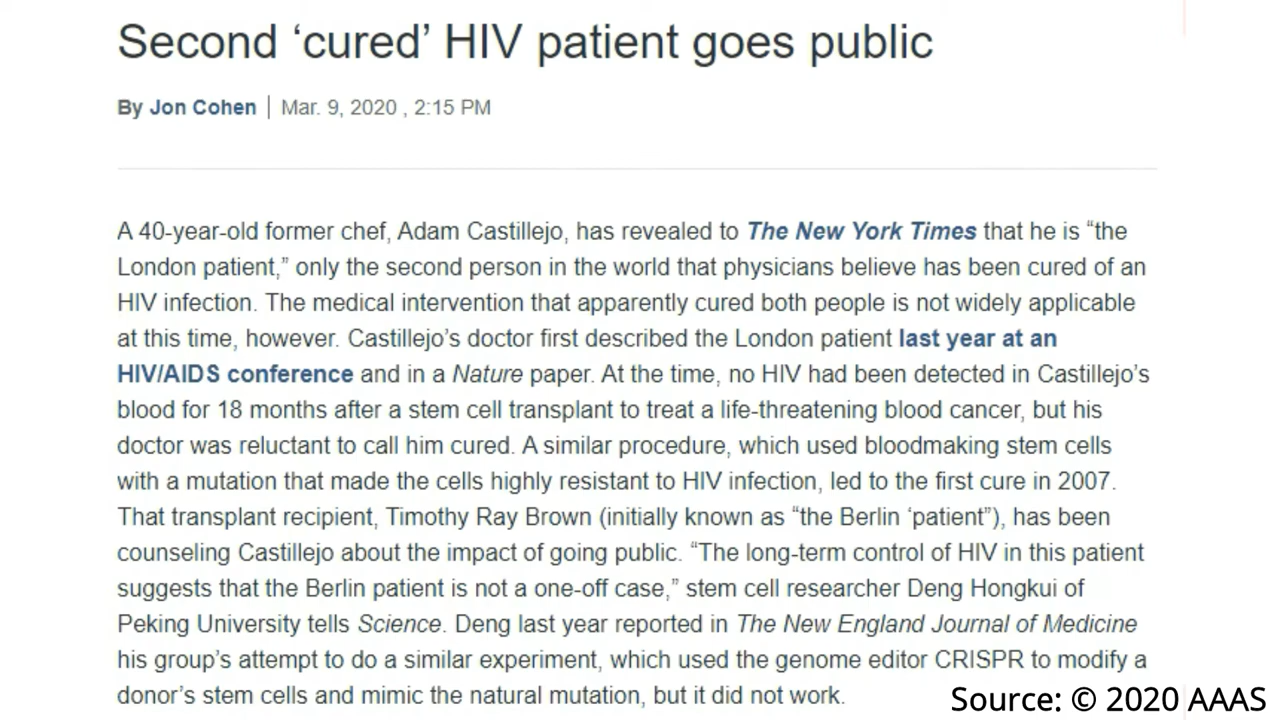 Second ‘cured’ HIV patient goes public
By Jon Cohen | Mar. 9, 2020 , 2:15 PM
A 40-year-old former chef, Adam Castillejo, has revealed to The New York Times that he is “the
London patient,” only the second person in the world that physicians believe has been cured of an
HIV infection. The medical intervention that apparently cured both people is not widely applicable
at this time, however. Castillejo’s doctor first described the London patient last year at an
HIV/AIDS conference and in a Nature paper. At the time, no HIV had been detected in Castillejo’s
blood for 18 months after a stem cell transplant to treat a life-threatening blood cancer, but his
doctor was reluctant to call him cured. A similar procedure, which used bloodmaking stem cells
with a mutation that made the cells highly resistant to HIV infection, led to the first cure in 2007.
That transplant recipient, Timothy Ray Brown (initially known as “the Berlin ‘patient”), has been
counseling Castillejo about the impact of going public. “The long-term control of HIV in this patient
suggests that the Berlin patient is not a one-off case,” stem cell researcher Deng Hongkui of
Peking University tells Science. Deng last year reported in The New England Journal of Medicine
his group’s attempt to do a similar experiment, which used the genome editor CRISPR to modify a
donor’s stem cells and mimic the natural mutation, but it did not work.
Source: © 2020 AAAS